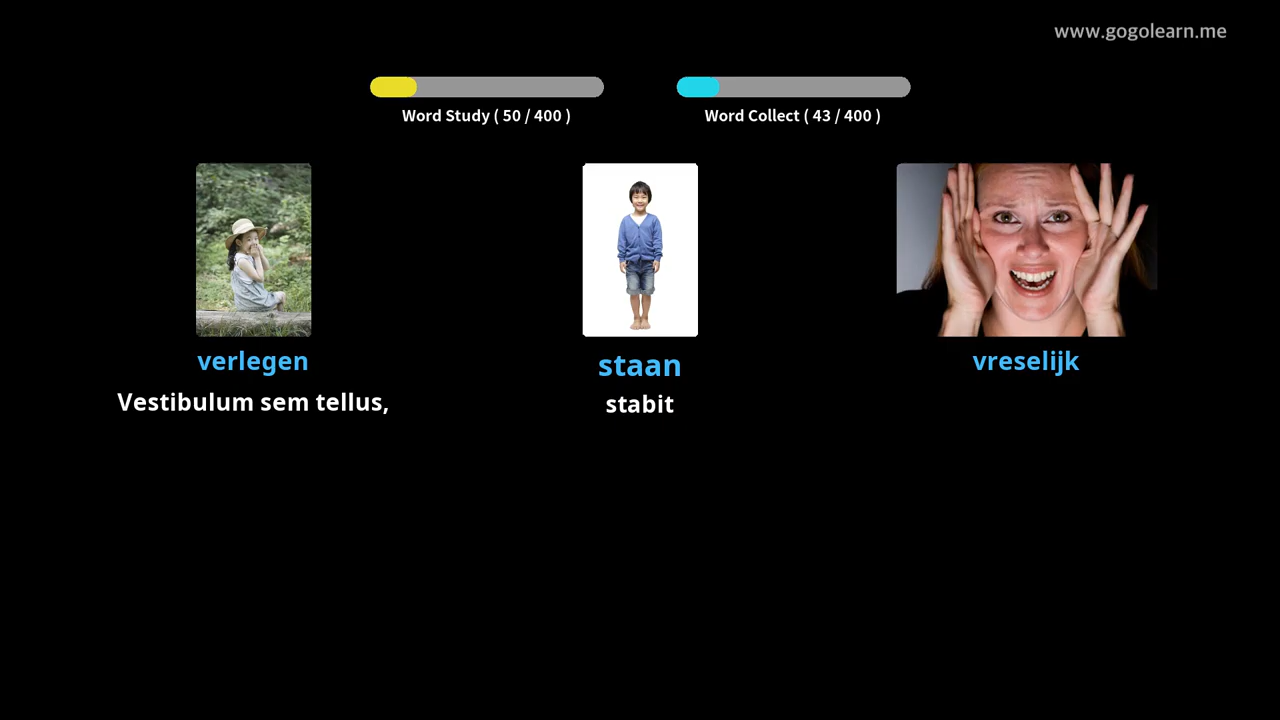 www.gogolearn.me
Word Study ( 50 / 400 )
Word Collect ( 43 / 400 )
verlegen
Vestibulum sem tellus,
staan
stabit
vreselijk